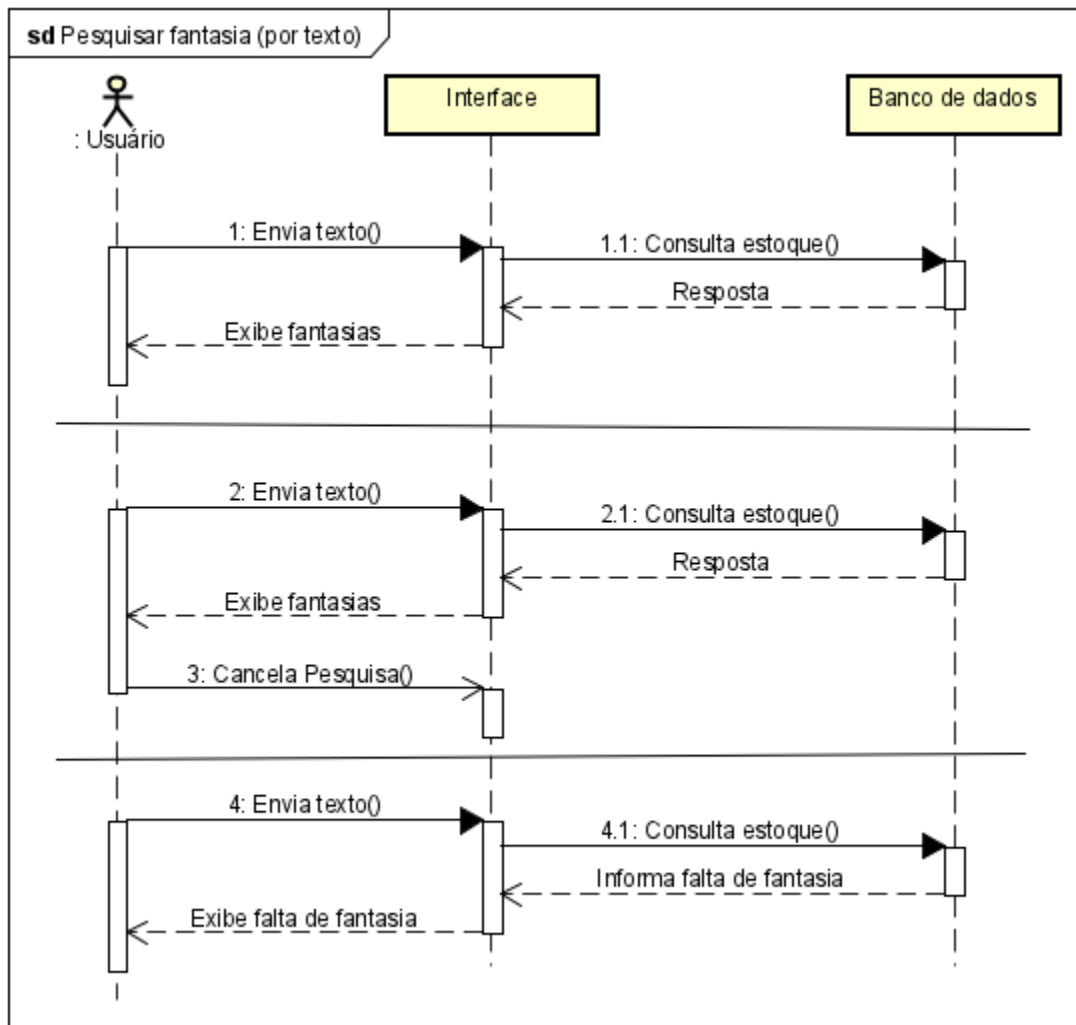 sd Pesquisar fantasia (por texto)
: Usuário
Interface
Banco de dados
1: Envia texto()
1.1: Consulta estoque()
Resposta
Exibe fantasias
2: Envia texto()
2.1: Consulta estoque()
Resposta
Exibe fantasias
3: Cancela Pesquisa()
4: Envia texto()
4.1: Consulta estoque()
Informa falta de fantasia
Exibe falta de fantasia